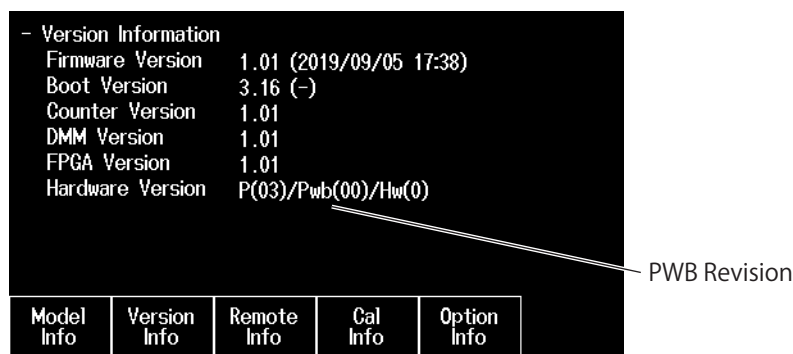 - Version Information
Firmware Version 1.01 (2019/09/05 17:38)
Boot Version 3.16 (-)
Counter Version 1.01
DMM Version 1.01
FPGA Version 1.01
Hardware Version P(03)/Pwb(00)/Hw(0)
PWB Revision
Model Info
Version Info
Remote Info
Cal Info
Option Info